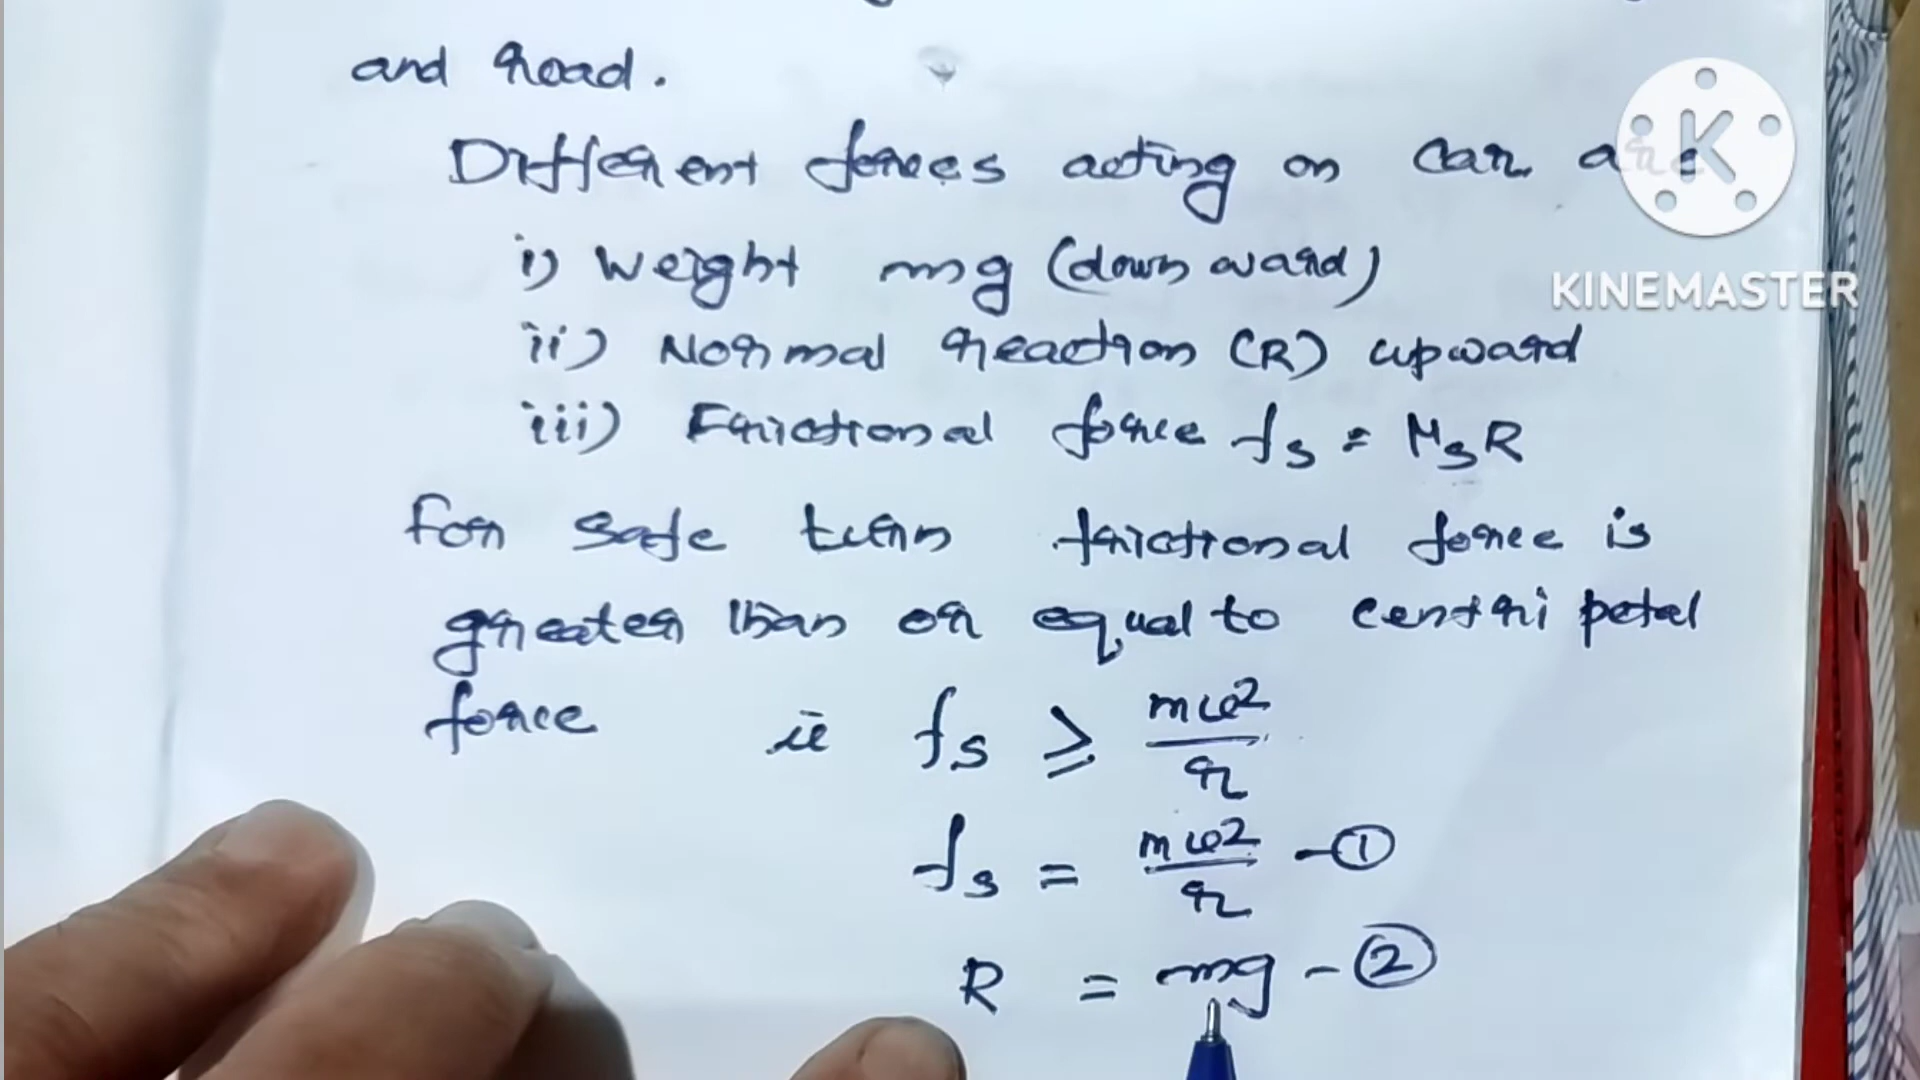 and road.
Different forces acting on car are
i) Weight mg (downward)
ii) Normal reaction (R) upward
iii) Frictional force fs = μsR
For safe turn frictional force is
greater than or equal to centripetal
force ie fs ≥ mv²/r
fs = mv²/r -①
R = mg -②
KINEMASTER